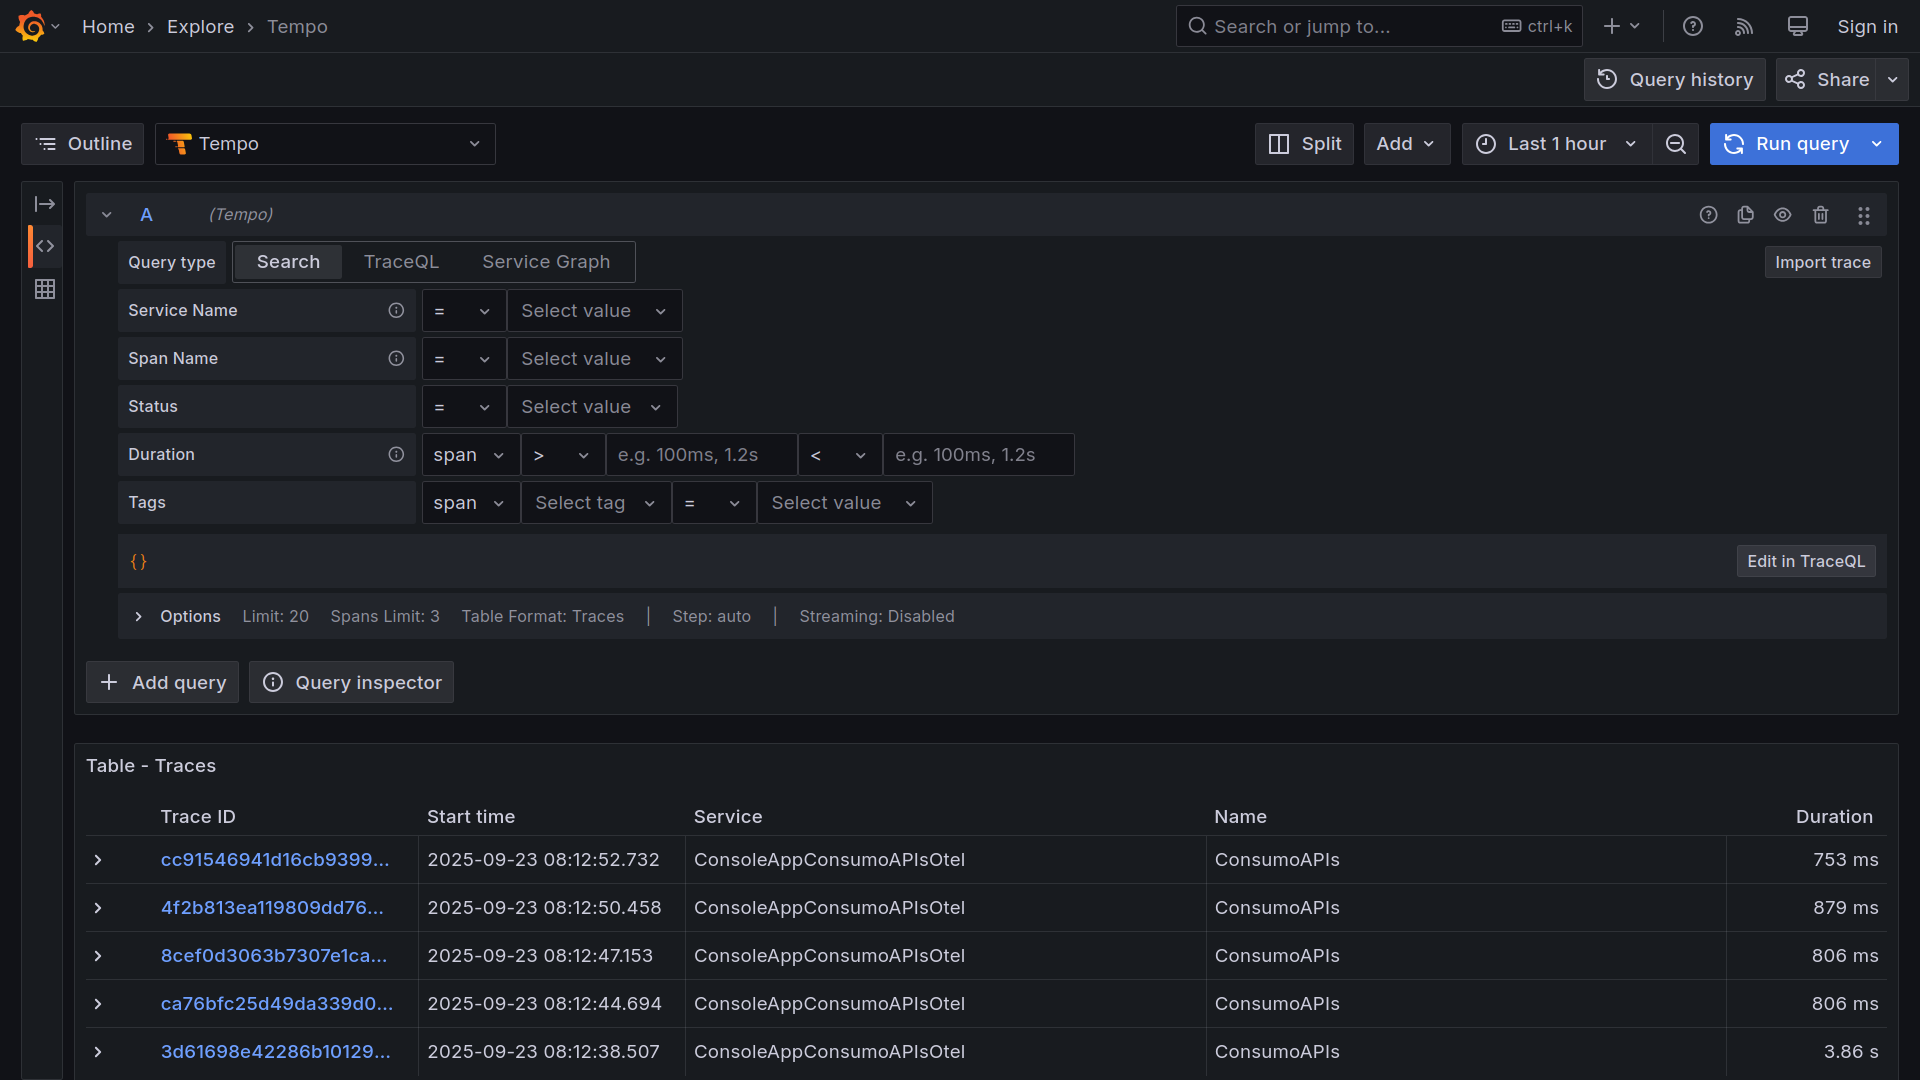 Home > Explore > Tempo
Search or jump to... ctrl+k
Sign in
Query history
Share
Outline
Tempo
Split
Add
Last 1 hour
Run query
A (Tempo)
Query type Search TraceQL Service Graph
Import trace
Service Name = Select value
Span Name = Select value
Status = Select value
Duration span > e.g. 100ms, 1.2s < e.g. 100ms, 1.2s
Tags span Select tag = Select value
{}
Edit in TraceQL
Options Limit: 20 Spans Limit: 3 Table Format: Traces | Step: auto | Streaming: Disabled
Add query
Query inspector
Table - Traces
Trace ID Start time Service Name Duration
cc91546941d16cb9399... 2025-09-23 08:12:52.732 ConsoleAppConsumoAPIsOtel ConsumoAPIs 753 ms
4f2b813ea119809dd76... 2025-09-23 08:12:50.458 ConsoleAppConsumoAPIsOtel ConsumoAPIs 879 ms
8cef0d3063b7307e1ca... 2025-09-23 08:12:47.153 ConsoleAppConsumoAPIsOtel ConsumoAPIs 806 ms
ca76bfc25d49da339d0... 2025-09-23 08:12:44.694 ConsoleAppConsumoAPIsOtel ConsumoAPIs 806 ms
3d61698e42286b10129... 2025-09-23 08:12:38.507 ConsoleAppConsumoAPIsOtel ConsumoAPIs 3.86 s